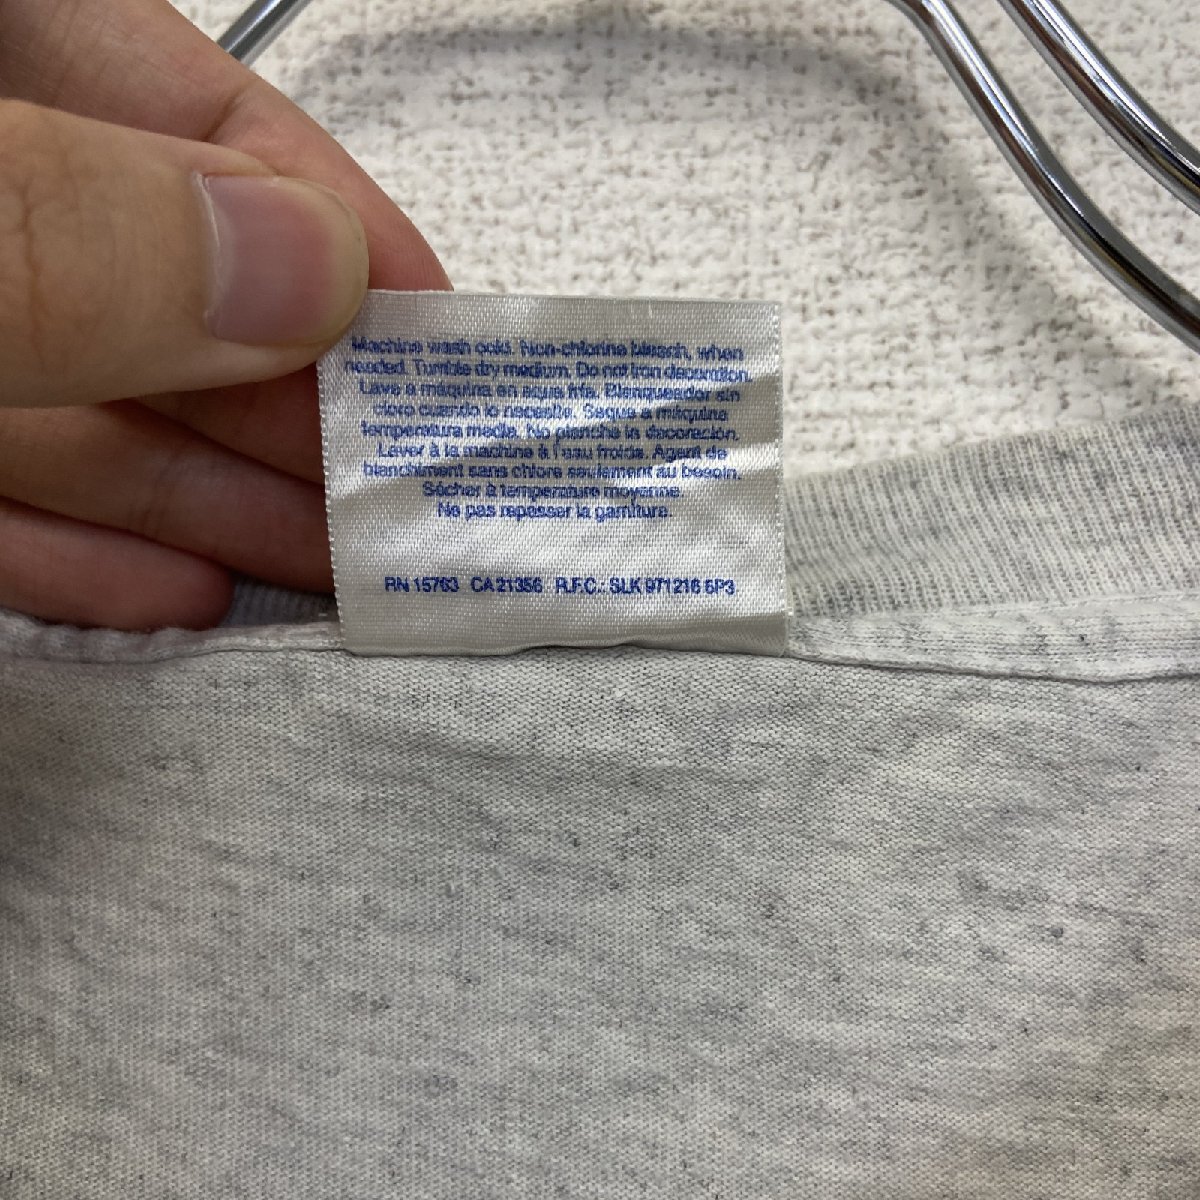 Machine wash cold. Non-chlorine bleach, when
needed. Tumble dry medium. Do not iron decoration.
Lave a máquina en agua fría. Blanqueador sin
cloro cuando lo necesite. Seque a máquina
temperatura media. No planche la decoración.
Laver à la machine à l'eau froide. Agent de
blanchiment sans chlore seulement au besoin.
Sécher à température moyenne.
Ne pas repasser la garniture.
RN 15763 CA 21356 R.F.C.: SLK 971216 6P3